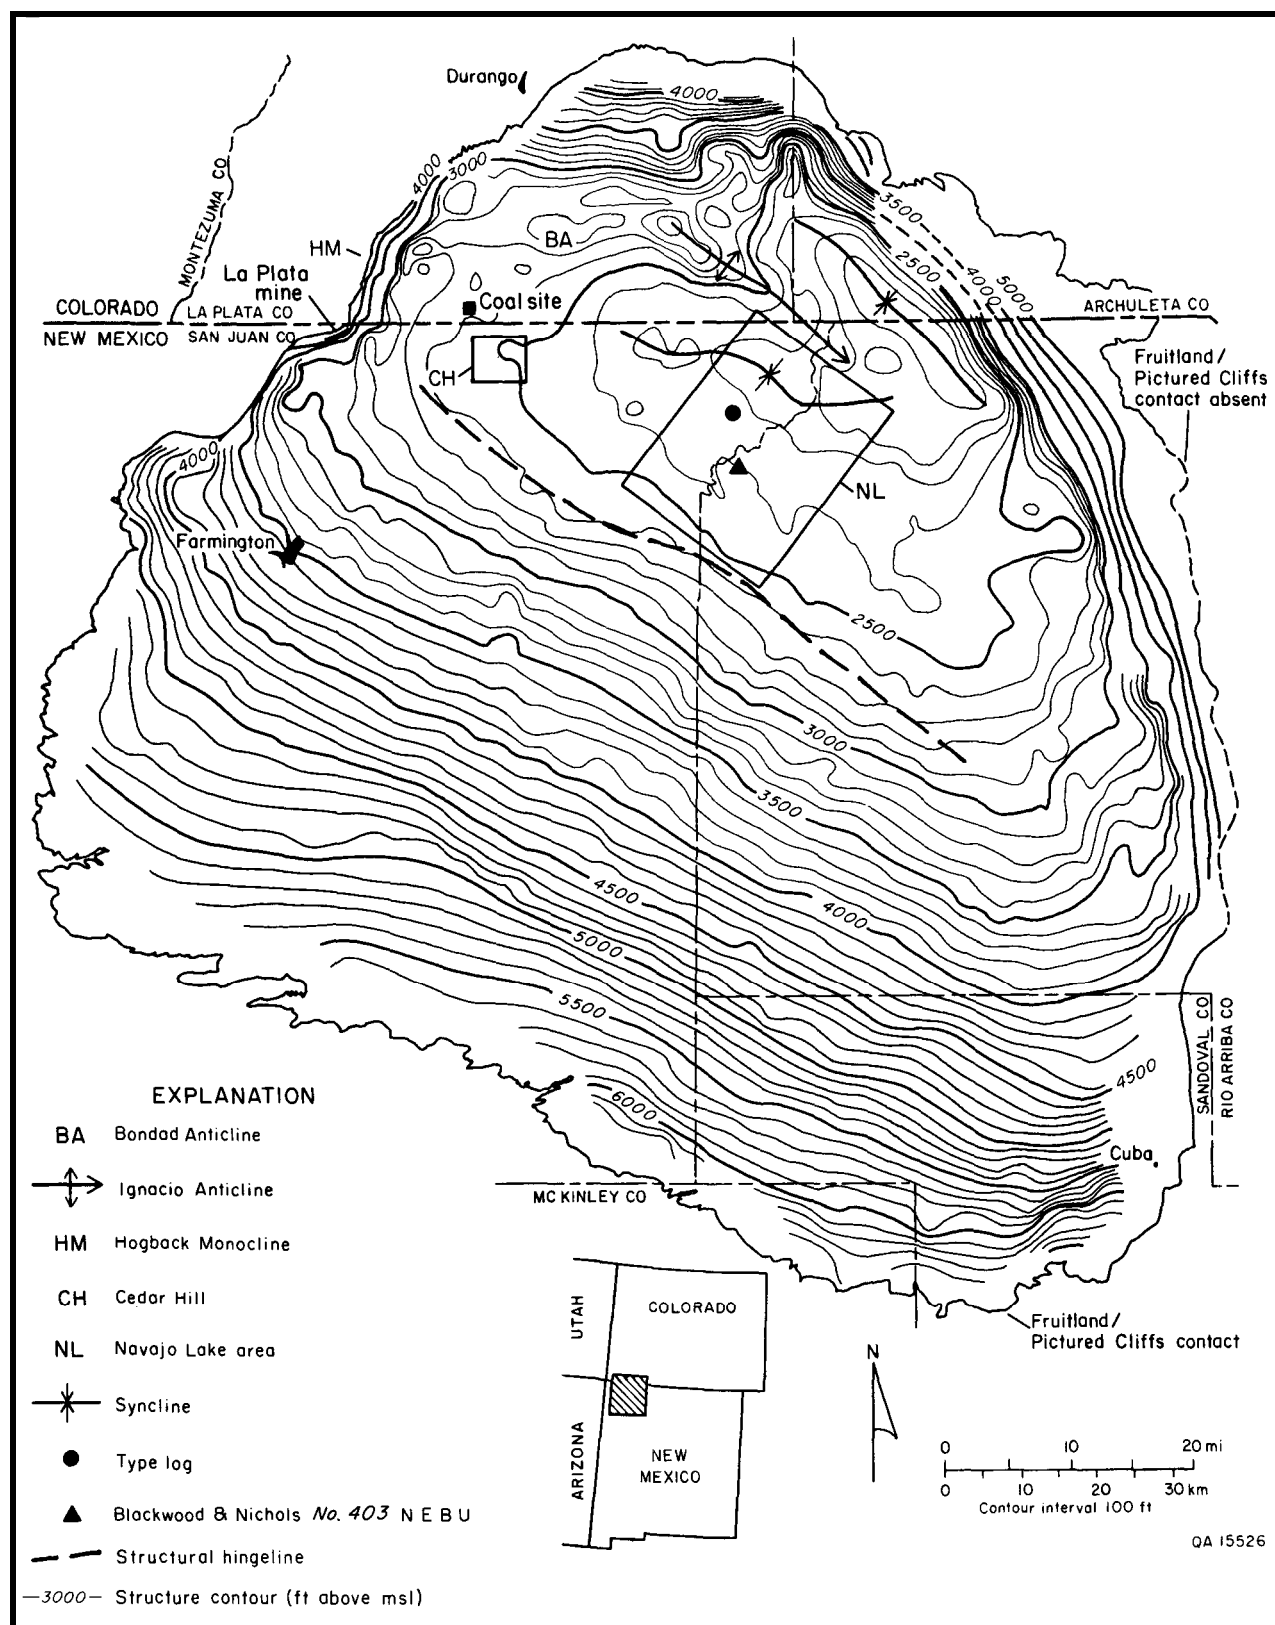 Durango
4000
MONTEZUMA CO
4000
3000
3500
HM
BA
2500
4000
5000
La Plata
mine
Coal site
COLORADO
LA PLATA CO
ARCHULETA CO
NEW MEXICO
SAN JUAN CO
Fruitland/
Pictured Cliffs
contact absent
CH
4000
NL
Farmington
2500
3000
3500
4500
4000
5000
5500
SANDOVAL CO
RIO ARRIBA CO
4500
6000
Cuba
MC KINLEY CO
Fruitland/
Pictured Cliffs contact
EXPLANATION
BA Bondad Anticline
Ignacio Anticline
HM Hogback Monocline
CH Cedar Hill
NL Navajo Lake area
Syncline
Type log
Blackwood & Nichols No. 403 N E B U
Structural hingeline
—3000— Structure contour (ft above msl)
UTAH
COLORADO
ARIZONA
NEW
MEXICO
N
0 10 20 mi
0 10 20 30 km
Contour interval 100 ft
QA 15526